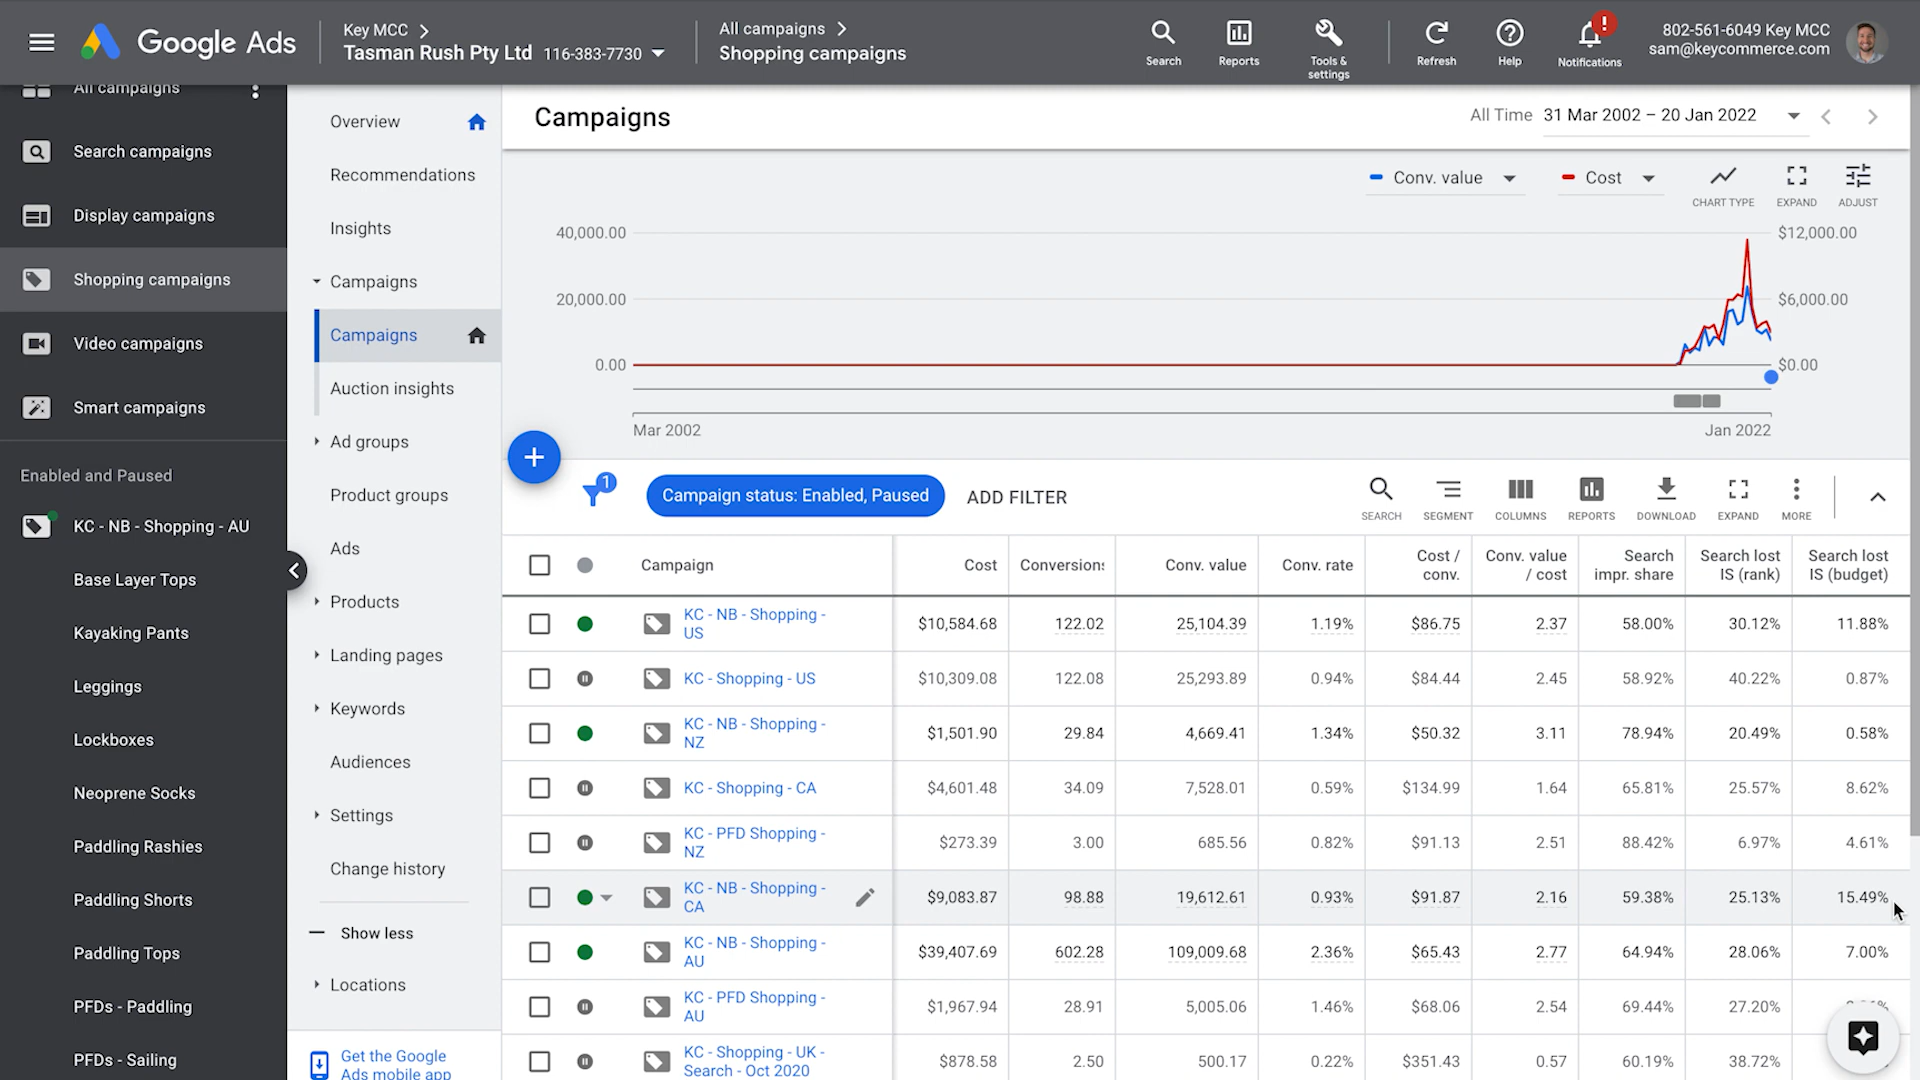 Google Ads
Key MCC
Tasman Rush Pty Ltd 116-383-7730
All campaigns
Shopping campaigns
Search
Reports
Tools &
settings
Refresh
Help
!
Notifications
802-561-6049 Key MCC
sam@keycommerce.com
All campaigns
Search campaigns
Display campaigns
Shopping campaigns
Video campaigns
Smart campaigns
Enabled and Paused
KC - NB - Shopping - AU
Base Layer Tops
Kayaking Pants
Leggings
Lockboxes
Neoprene Socks
Paddling Rashies
Paddling Shorts
Paddling Tops
PFDs - Paddling
PFDs - Sailing
Overview
Recommendations
Insights
Campaigns
Campaigns
Auction insights
Ad groups
Product groups
Ads
Products
Landing pages
Keywords
Audiences
Settings
Change history
Show less
Locations
Get the Google
Ads mobile app
Campaigns
All Time 31 Mar 2002 – 20 Jan 2022
Conv. value
Cost
CHART TYPE
EXPAND
ADJUST
40,000.00
$12,000.00
20,000.00
$6,000.00
0.00
$0.00
Mar 2002
Jan 2022
1
Campaign status: Enabled, Paused
ADD FILTER
SEARCH
SEGMENT
COLUMNS
REPORTS
DOWNLOAD
EXPAND
MORE
Campaign
Cost
Conversions
Conv. value
Conv. rate
Cost /
conv.
Conv. value
/ cost
Search
impr. share
Search lost
IS (rank)
Search lost
IS (budget)
KC - NB - Shopping -
US
$10,584.68 122.02 25,104.39 1.19% $86.75 2.37 58.00% 30.12% 11.88%
KC - Shopping - US
$10,309.08 122.08 25,293.89 0.94% $84.44 2.45 58.92% 40.22% 0.87%
KC - NB - Shopping -
NZ
$1,501.90 29.84 4,669.41 1.34% $50.32 3.11 78.94% 20.49% 0.58%
KC - Shopping - CA
$4,601.48 34.09 7,528.01 0.59% $134.99 1.64 65.81% 25.57% 8.62%
KC - PFD Shopping -
NZ
$273.39 3.00 685.56 0.82% $91.13 2.51 88.42% 6.97% 4.61%
KC - NB - Shopping -
CA
$9,083.87 98.88 19,612.61 0.93% $91.87 2.16 59.38% 25.13% 15.49%
KC - NB - Shopping -
AU
$39,407.69 602.28 109,009.68 2.36% $65.43 2.77 64.94% 28.06% 7.00%
KC - PFD Shopping -
AU
$1,967.94 28.91 5,005.06 1.46% $68.06 2.54 69.44% 27.20%
KC - Shopping - UK -
Search - Oct 2020
$878.58 2.50 500.17 0.22% $351.43 0.57 60.19% 38.72%